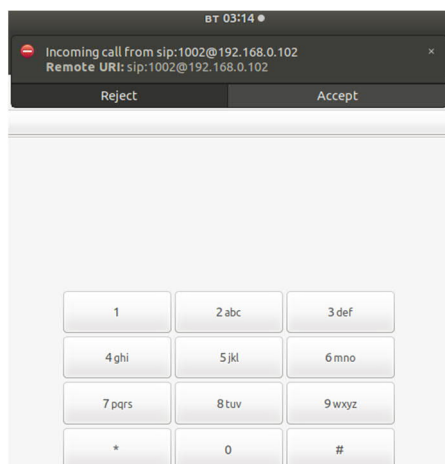 вт 03:14
Incoming call from sip:1002@192.168.0.102
Remote URI: sip:1002@192.168.0.102
Reject Accept
1 2 abc 3 def
4 ghi 5 jkl 6 mno
7 pqrs 8 tuv 9 wxyz
* 0 #